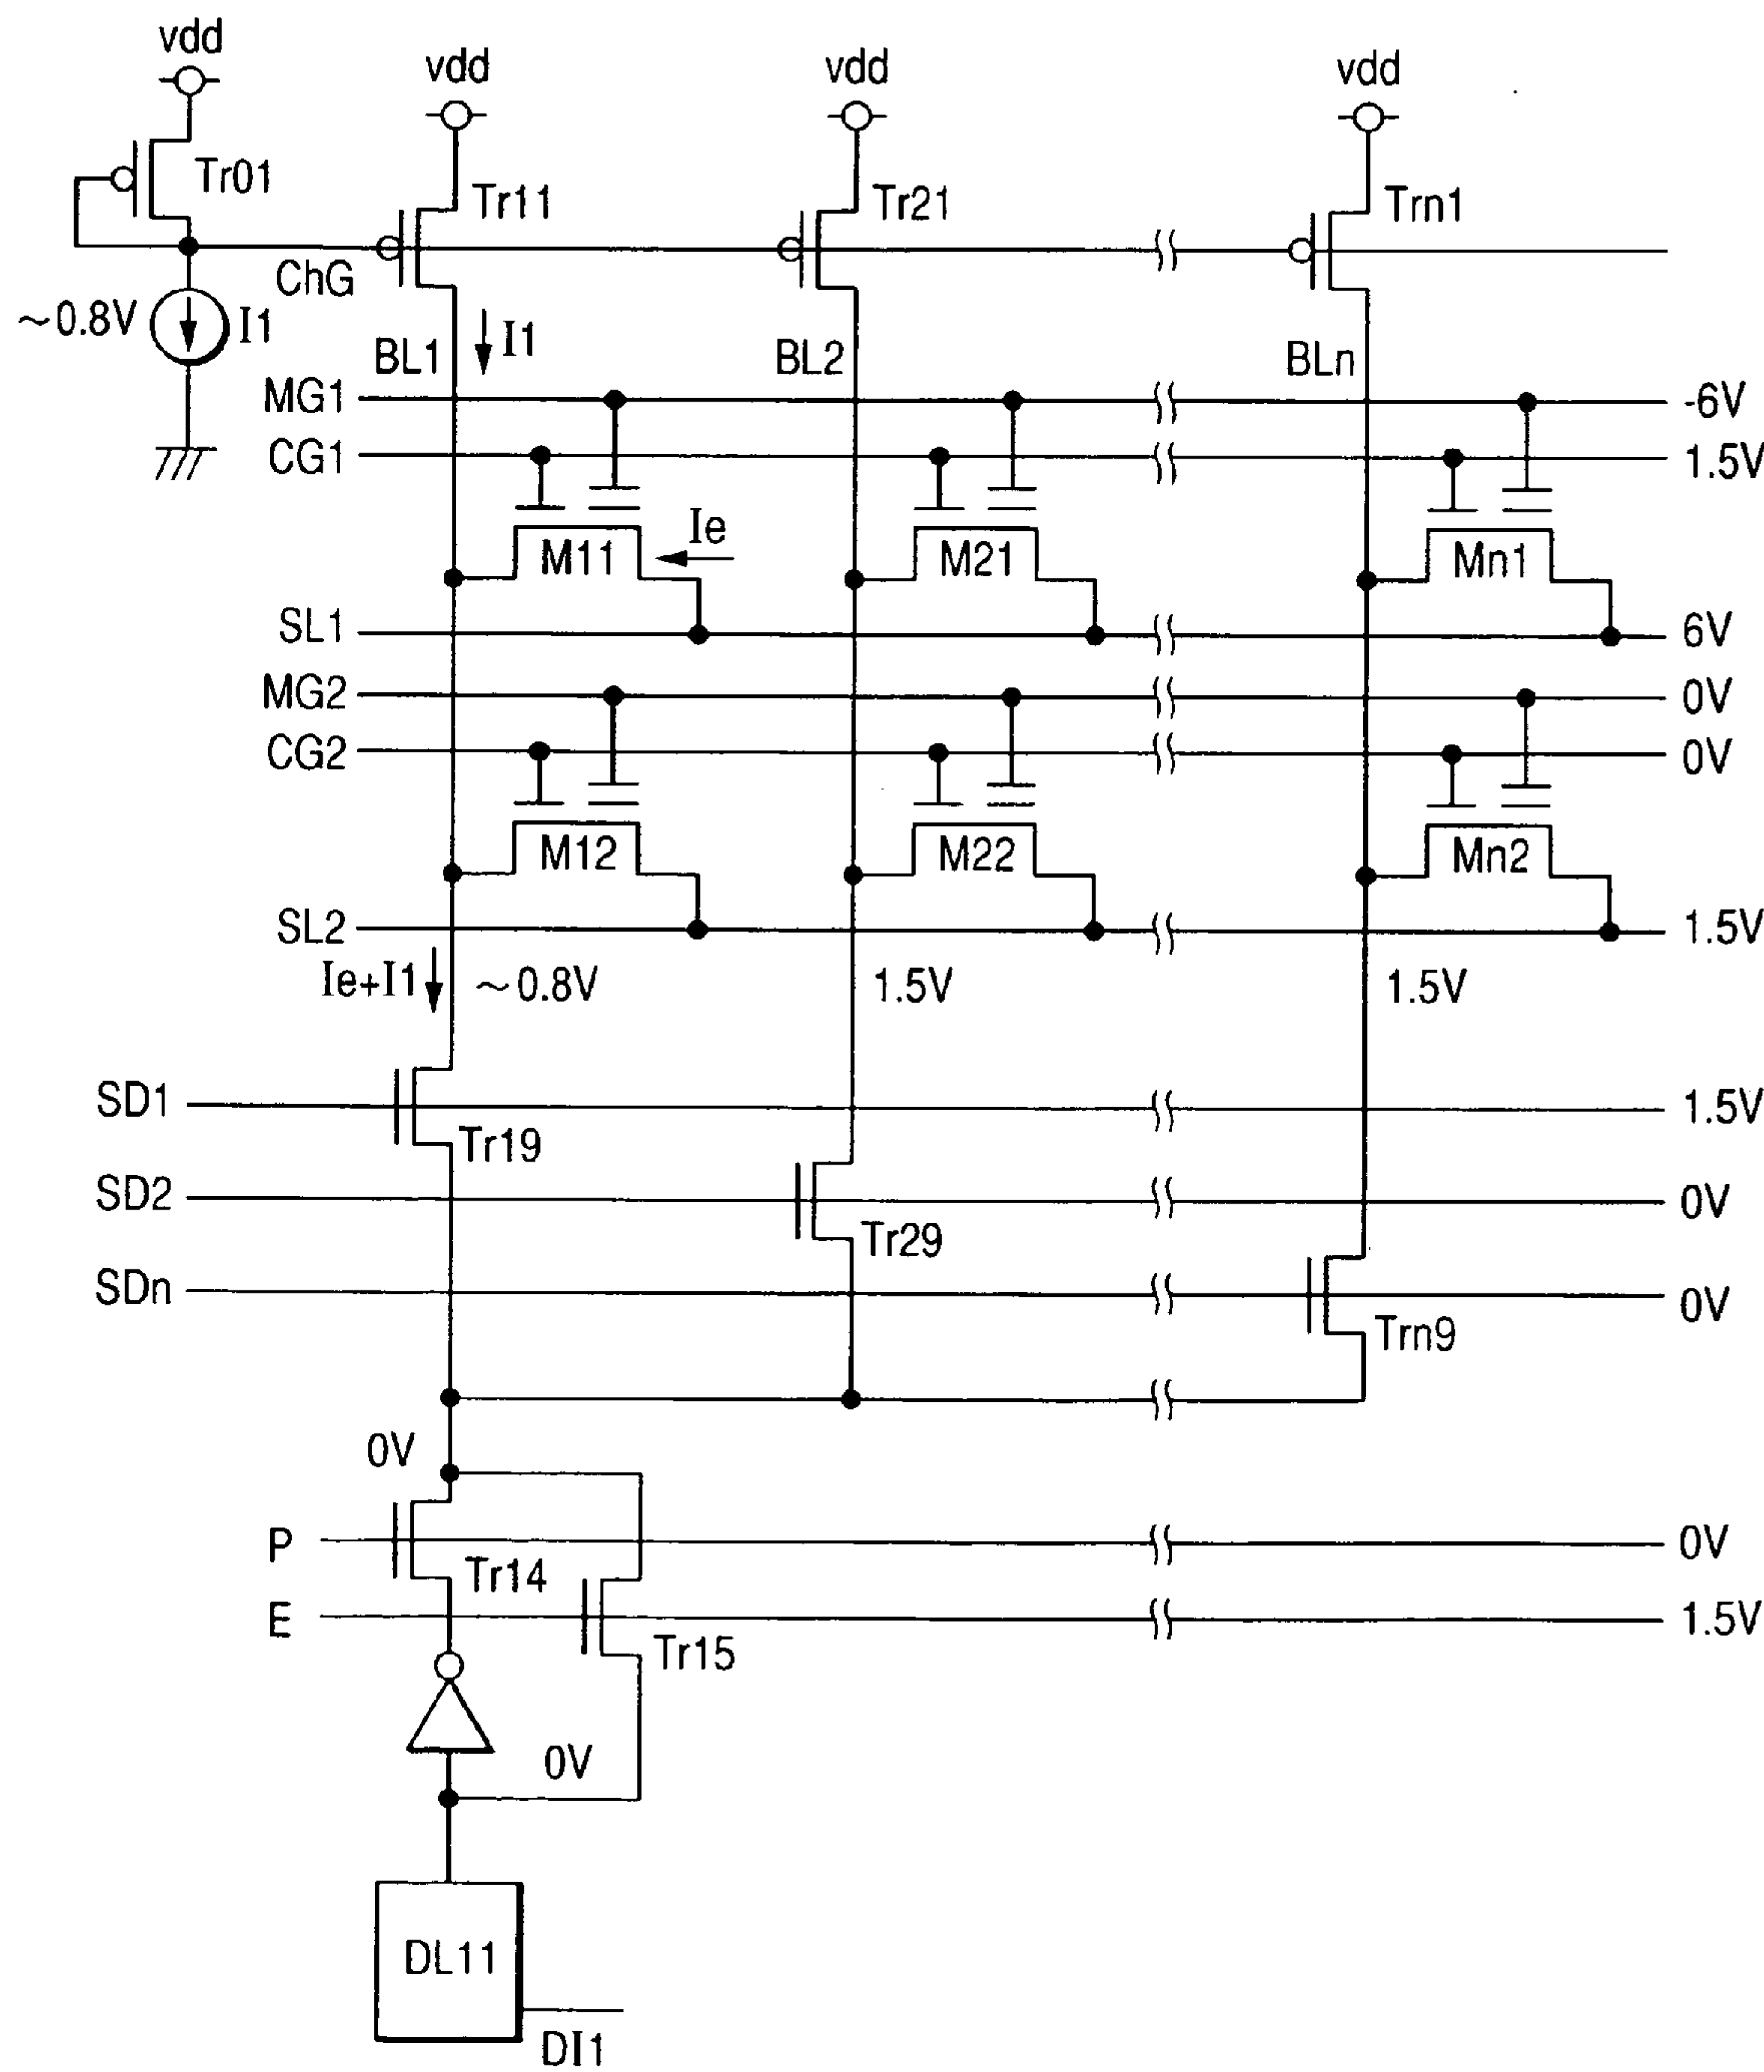 vdd
vdd
vdd
vdd
Tr01
Tr11
Tr21
Trn1
ChG
~0.8V
I1
I1
BL1
BL2
BLn
MG1
-6V
CG1
1.5V
Ie
M11
M21
Mn1
SL1
6V
MG2
0V
CG2
0V
M12
M22
Mn2
SL2
1.5V
Ie+I1
~0.8V
1.5V
1.5V
SD1
1.5V
Tr19
SD2
0V
Tr29
SDn
0V
Trn9
0V
P
0V
Tr14
E
1.5V
Tr15
0V
DL11
DI1